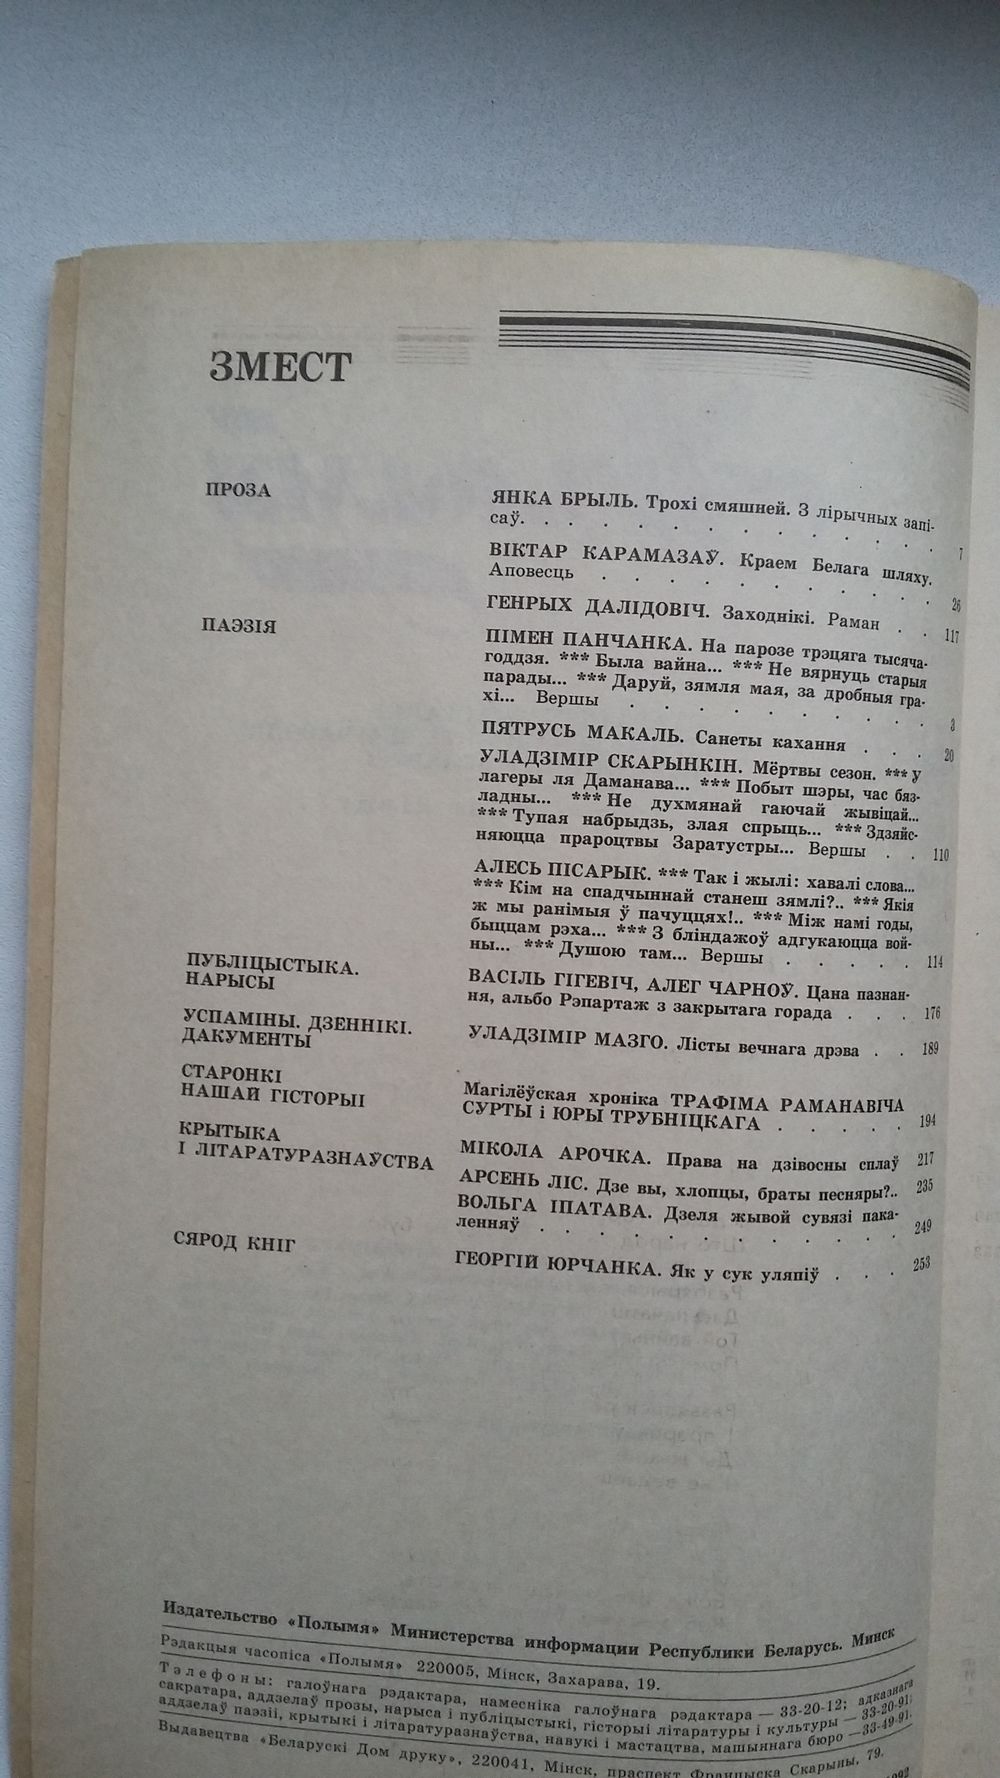 ЗМЕСТ
ПРОЗА
ЯНКА БРЫЛЬ. Трохі смяшней. З лірычных запі-
саў. . . . . . . . . . . . 7
ВІКТАР КАРАМАЗАЎ. Краем Белага шляху.
Аповесць . . . . . . . . . . 26
ГЕНРЫХ ДАЛІДОВІЧ. Заходнікі. Раман . . 117
ПАЭЗІЯ
ПІМЕН ПАНЧАНКА. На парозе трэцяга тысяча-
годдзя. *** Была вайна... *** Не вярнуць старыя
парады... *** Даруй, зямля мая, за дробныя гра-
хі... Вершы . . . . . . . . 3
ПЯТРУСЬ МАКАЛЬ. Санеты кахання . . . 20
УЛАДЗІМІР СКАРЫНКІН. Мёртвы сезон. *** У
лагеры ля Даманава... *** Побыт шэры, час бяз-
ладны... *** Не духмянай гаючай жывіцай...
*** Тупая набрыдзь, злая спрыць... *** Здзяйс-
няюцца прароцтвы Заратустры... Вершы . . 110
АЛЕСЬ ПІСАРЫК. *** Так і жылі: хавалі слова...
*** Кім на спадчыннай станеш зямлі?.. *** Якія
ж мы ранімыя ў пачуццях!.. *** Між намі годы,
быццам рэха... *** З бліндажоў адгукаюцца вой-
ны... *** Душою там... Вершы . . . . . 114
ПУБЛІЦЫСТЫКА.
НАРЫСЫ
ВАСІЛЬ ГІГЕВІЧ, АЛЕГ ЧАРНОЎ. Цана пазнан-
ня, альбо Рэпартаж з закрытага горада . . . 176
УСПАМІНЫ. ДЗЕННІКІ.
ДАКУМЕНТЫ
УЛАДЗІМІР МАЗГО. Лісты вечнага дрэва . . 189
СТАРОНКІ
НАШАЙ ГІСТОРЫІ
Магілёўская хроніка ТРАФІМА РАМАНАВІЧА
СУРТЫ і ЮРЫ ТРУБНІЦКАГА . . . . . 194
КРЫТЫКА
І ЛІТАРАТУРАЗНАЎСТВА
МІКОЛА АРОЧКА. Права на дзівосны сплаў 217
АРСЕНЬ ЛІС. Дзе вы, хлопцы, браты песняры?.. 235
ВОЛЬГА ІПАТАВА. Дзеля жывой сувязі пака-
ленняў . . . . . . . . . . 249
СЯРОД КНІГ
ГЕОРГІЙ ЮРЧАНКА. Як у сук уляпіў . . . 253
Издательство «Полымя» Министерства информации Республики Беларусь. Минск
Рэдакцыя часопіса «Полымя» 220005, Мінск, Захарава, 19.
Тэлефоны: галоўнага рэдактара, намесніка галоўнага рэдактара — 33-20-12; адказнага
сакратара, аддзелаў прозы, нарыса і публіцыстыкі, гісторыі літаратуры і культуры — 33-20-91;
аддзелаў паэзіі, крытыкі і літаратуразнаўства, навукі і мастацтва, машыннага бюро — 33-49-91.
Выдавецтва «Беларускі Дом друку», 220041, Мінск, праспект Францыска Скарыны, 79.